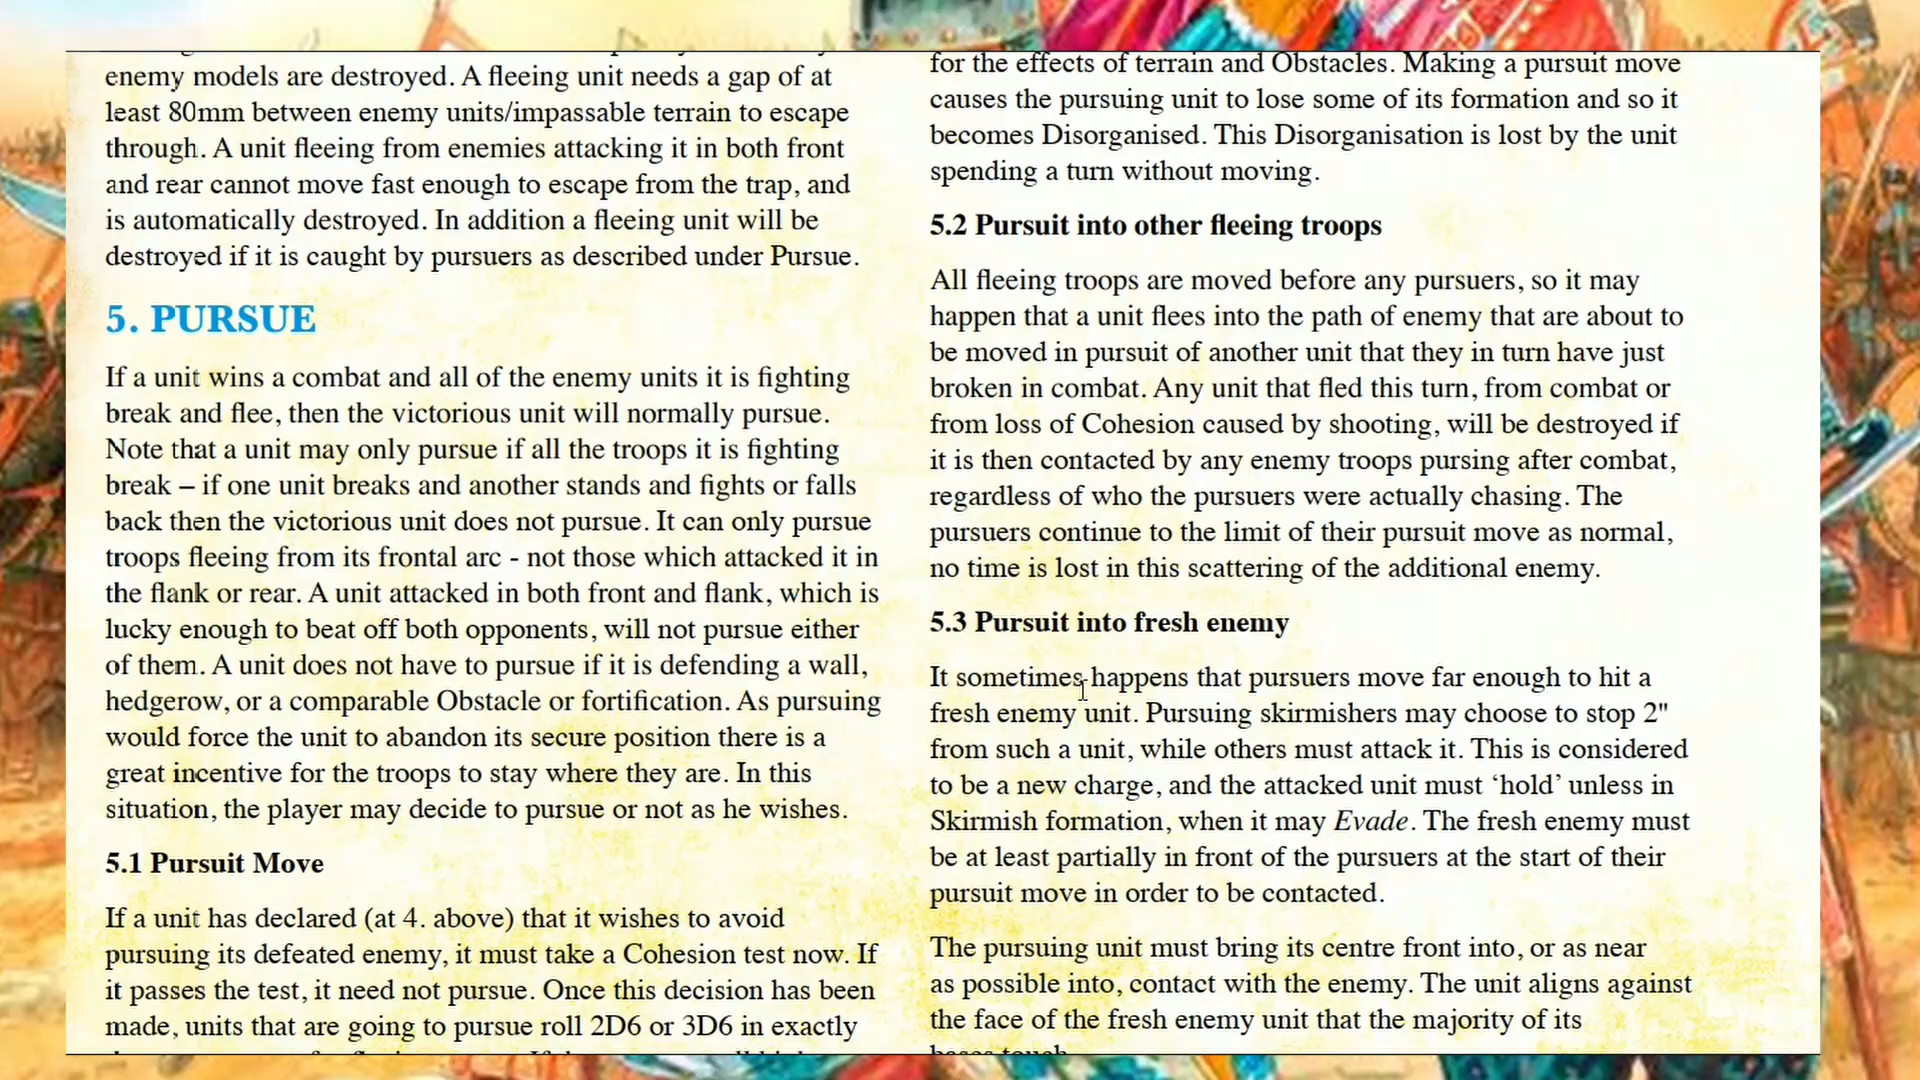 enemy models are destroyed. A fleeing unit needs a gap of at
least 80mm between enemy units/impassable terrain to escape
through. A unit fleeing from enemies attacking it in both front
and rear cannot move fast enough to escape from the trap, and
is automatically destroyed. In addition a fleeing unit will be
destroyed if it is caught by pursuers as described under Pursue.
5. PURSUE
If a unit wins a combat and all of the enemy units it is fighting
break and flee, then the victorious unit will normally pursue.
Note that a unit may only pursue if all the troops it is fighting
break – if one unit breaks and another stands and fights or falls
back then the victorious unit does not pursue. It can only pursue
troops fleeing from its frontal arc - not those which attacked it in
the flank or rear. A unit attacked in both front and flank, which is
lucky enough to beat off both opponents, will not pursue either
of them. A unit does not have to pursue if it is defending a wall,
hedgerow, or a comparable Obstacle or fortification. As pursuing
would force the unit to abandon its secure position there is a
great incentive for the troops to stay where they are. In this
situation, the player may decide to pursue or not as he wishes.
5.1 Pursuit Move
If a unit has declared (at 4. above) that it wishes to avoid
pursuing its defeated enemy, it must take a Cohesion test now. If
it passes the test, it need not pursue. Once this decision has been
made, units that are going to pursue roll 2D6 or 3D6 in exactly
for the effects of terrain and Obstacles. Making a pursuit move
causes the pursuing unit to lose some of its formation and so it
becomes Disorganised. This Disorganisation is lost by the unit
spending a turn without moving.
5.2 Pursuit into other fleeing troops
All fleeing troops are moved before any pursuers, so it may
happen that a unit flees into the path of enemy that are about to
be moved in pursuit of another unit that they in turn have just
broken in combat. Any unit that fled this turn, from combat or
from loss of Cohesion caused by shooting, will be destroyed if
it is then contacted by any enemy troops pursing after combat,
regardless of who the pursuers were actually chasing. The
pursuers continue to the limit of their pursuit move as normal,
no time is lost in this scattering of the additional enemy.
5.3 Pursuit into fresh enemy
It sometimes happens that pursuers move far enough to hit a
fresh enemy unit. Pursuing skirmishers may choose to stop 2"
from such a unit, while others must attack it. This is considered
to be a new charge, and the attacked unit must ‘hold’ unless in
Skirmish formation, when it may Evade. The fresh enemy must
be at least partially in front of the pursuers at the start of their
pursuit move in order to be contacted.
The pursuing unit must bring its centre front into, or as near
as possible into, contact with the enemy. The unit aligns against
the face of the fresh enemy unit that the majority of its
bases touch